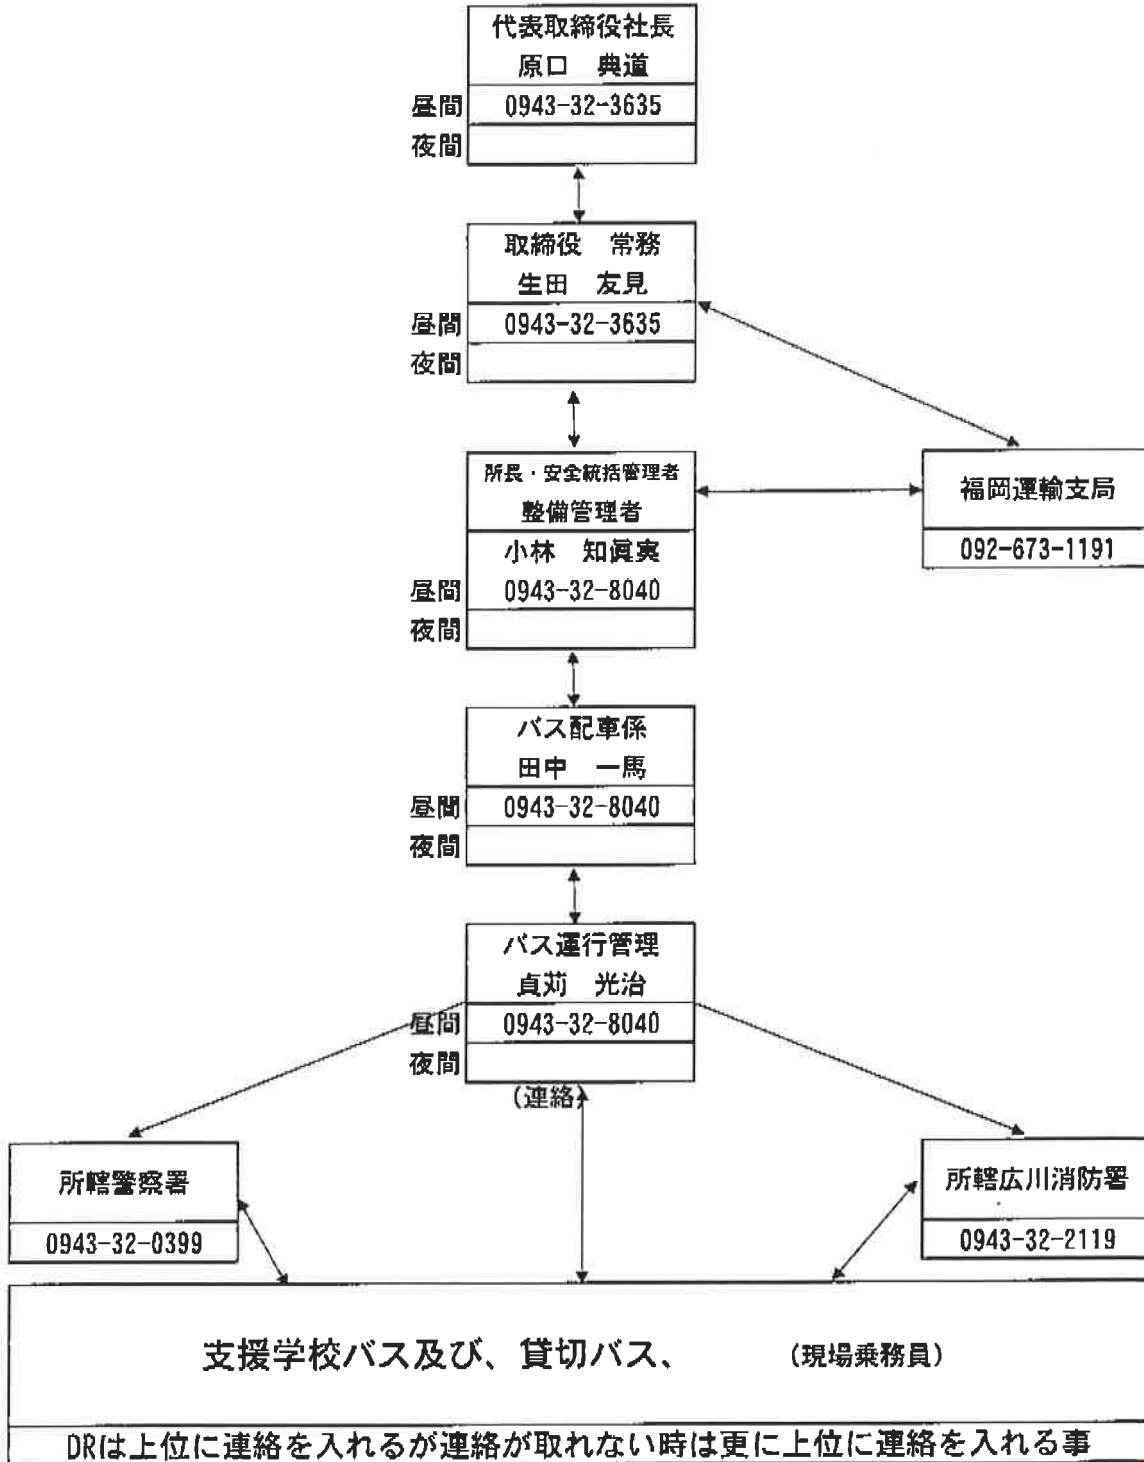 代表取締役社長
原口　典道
昼間 0943-32-3635
夜間
取締役　常務
生田　友見
昼間 0943-32-3635
夜間
所長・安全統括管理者
整備管理者
小林　知眞実
昼間 0943-32-8040
夜間
福岡運輸支局
092-673-1191
バス配車係
田中　一馬
昼間 0943-32-8040
夜間
バス運行管理
貞苅　光治
昼間 0943-32-8040
夜間
(連絡)
所轄警察署
0943-32-0399
所轄広川消防署
0943-32-2119
支援学校バス及び、貸切バス、　（現場乗務員）
DRは上位に連絡を入れるが連絡が取れない時は更に上位に連絡を入れる事